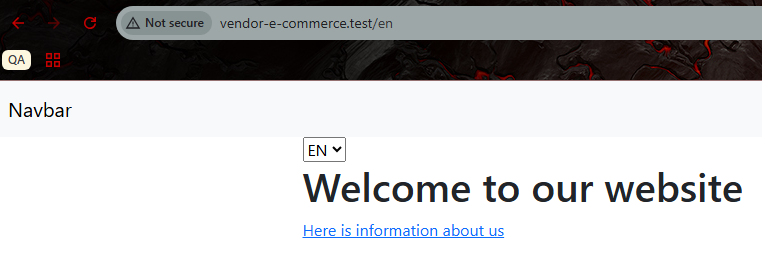 Not secure vendor-e-commerce.test/en
QA
Navbar
EN
Welcome to our website
Here is information about us